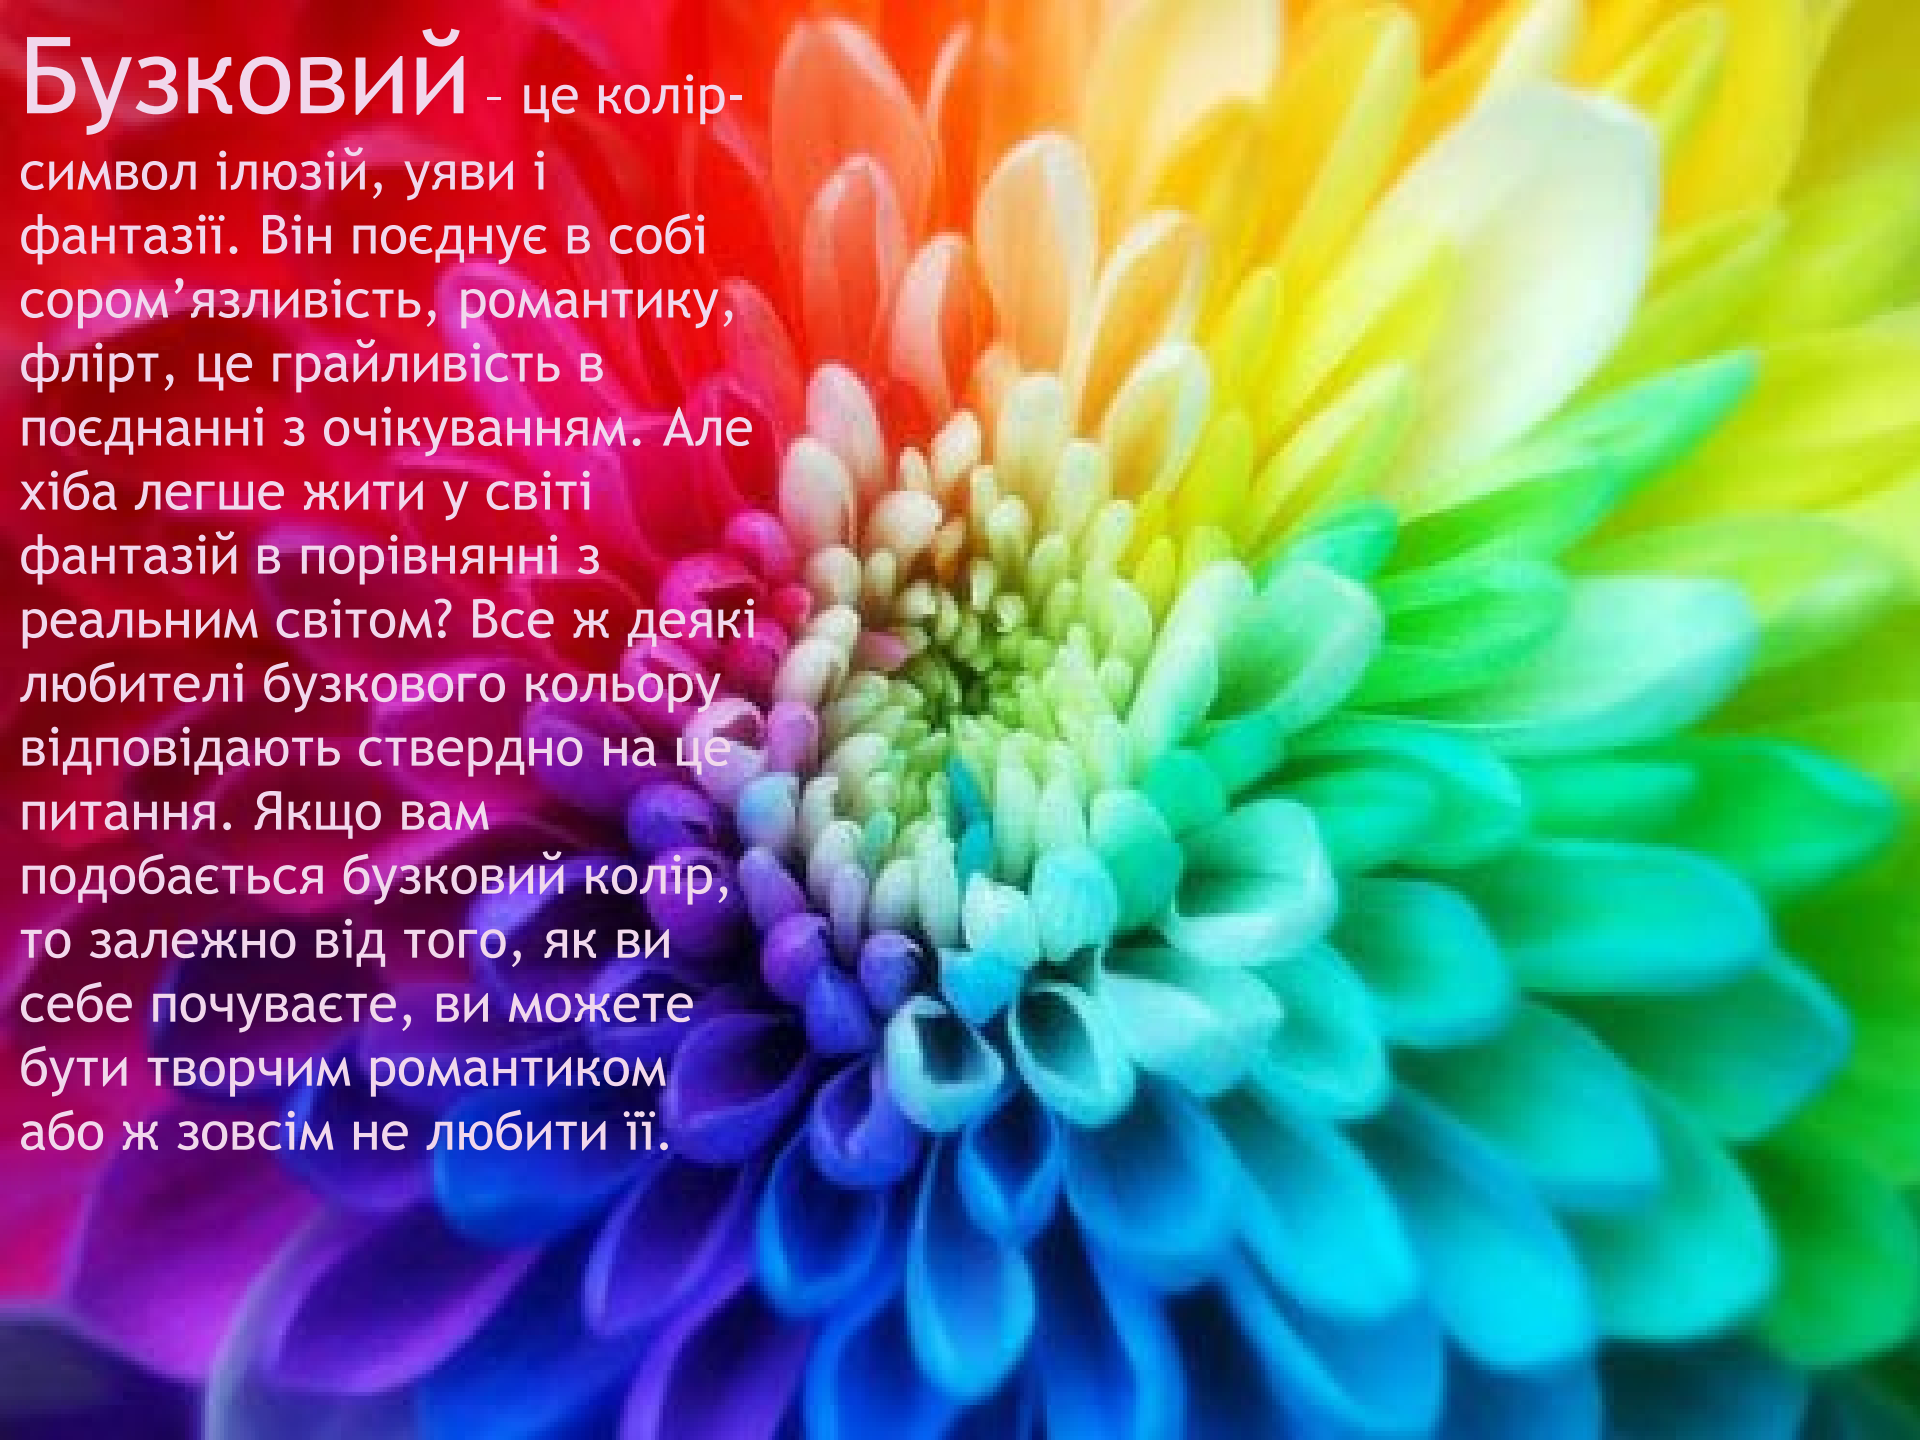 Бузковий – це колір-
символ ілюзій, уяви і
фантазії. Він поєднує в собі
сором’язливість, романтику,
флірт, це грайливість в
поєднанні з очікуванням. Але
хіба легше жити у світі
фантазій в порівнянні з
реальним світом? Все ж деякі
любителі бузкового кольору
відповідають ствердно на це
питання. Якщо вам
подобається бузковий колір,
то залежно від того, як ви
себе почуваєте, ви можете
бути творчим романтиком
або ж зовсім не любити її.